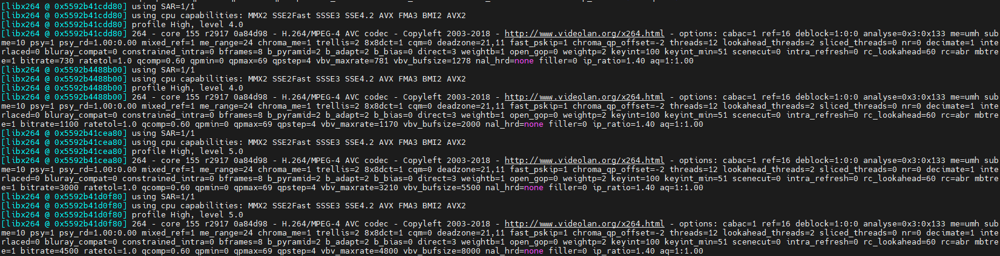 [libx264 @ 0x5592b41cdd80] using SAR=1/1
[libx264 @ 0x5592b41cdd80] using cpu capabilities: MMX2 SSE2Fast SSSE3 SSE4.2 AVX FMA3 BMI2 AVX2
[libx264 @ 0x5592b41cdd80] profile High, level 4.0
[libx264 @ 0x5592b41cdd80] 264 - core 155 r2917 0a84d98 - H.264/MPEG-4 AVC codec - Copyleft 2003-2018 - http://www.videolan.org/x264.html - options: cabac=1 ref=16 deblock=1:0:0 analyse=0x3:0x133 me=umh sub
me=10 psy=1 psy_rd=1.00:0.00 mixed_ref=1 me_range=24 chroma_me=1 trellis=2 8x8dct=1 cqm=0 deadzone=21,11 fast_pskip=1 chroma_qp_offset=-2 threads=12 lookahead_threads=2 sliced_threads=0 nr=0 decimate=1 inte
rlaced=0 bluray_compat=0 constrained_intra=0 bframes=8 b_pyramid=2 b_adapt=2 b_bias=0 direct=3 weightb=1 open_gop=0 weightp=2 keyint=100 keyint_min=51 scenecut=0 intra_refresh=0 rc_lookahead=60 rc=abr mbtre
e=1 bitrate=730 ratetol=1.0 qcomp=0.60 qpmin=0 qpmax=69 qpstep=4 vbv_maxrate=781 vbv_bufsize=1278 nal_hrd=none filler=0 ip_ratio=1.40 aq=1:1.00
[libx264 @ 0x5592b4488b00] using SAR=1/1
[libx264 @ 0x5592b4488b00] using cpu capabilities: MMX2 SSE2Fast SSSE3 SSE4.2 AVX FMA3 BMI2 AVX2
[libx264 @ 0x5592b4488b00] profile High, level 4.0
[libx264 @ 0x5592b4488b00] 264 - core 155 r2917 0a84d98 - H.264/MPEG-4 AVC codec - Copyleft 2003-2018 - http://www.videolan.org/x264.html - options: cabac=1 ref=16 deblock=1:0:0 analyse=0x3:0x133 me=umh sub
me=10 psy=1 psy_rd=1.00:0.00 mixed_ref=1 me_range=24 chroma_me=1 trellis=2 8x8dct=1 cqm=0 deadzone=21,11 fast_pskip=1 chroma_qp_offset=-2 threads=12 lookahead_threads=2 sliced_threads=0 nr=0 decimate=1 inte
rlaced=0 bluray_compat=0 constrained_intra=0 bframes=8 b_pyramid=2 b_adapt=2 b_bias=0 direct=3 weightb=1 open_gop=0 weightp=2 keyint=100 keyint_min=51 scenecut=0 intra_refresh=0 rc_lookahead=60 rc=abr mbtre
e=1 bitrate=1100 ratetol=1.0 qcomp=0.60 qpmin=0 qpmax=69 qpstep=4 vbv_maxrate=1170 vbv_bufsize=2000 nal_hrd=none filler=0 ip_ratio=1.40 aq=1:1.00
[libx264 @ 0x5592b41cea80] using SAR=1/1
[libx264 @ 0x5592b41cea80] using cpu capabilities: MMX2 SSE2Fast SSSE3 SSE4.2 AVX FMA3 BMI2 AVX2
[libx264 @ 0x5592b41cea80] profile High, level 5.0
[libx264 @ 0x5592b41cea80] 264 - core 155 r2917 0a84d98 - H.264/MPEG-4 AVC codec - Copyleft 2003-2018 - http://www.videolan.org/x264.html - options: cabac=1 ref=16 deblock=1:0:0 analyse=0x3:0x133 me=umh sub
me=10 psy=1 psy_rd=1.00:0.00 mixed_ref=1 me_range=24 chroma_me=1 trellis=2 8x8dct=1 cqm=0 deadzone=21,11 fast_pskip=1 chroma_qp_offset=-2 threads=12 lookahead_threads=2 sliced_threads=0 nr=0 decimate=1 inte
rlaced=0 bluray_compat=0 constrained_intra=0 bframes=8 b_pyramid=2 b_adapt=2 b_bias=0 direct=3 weightb=1 open_gop=0 weightp=2 keyint=100 keyint_min=51 scenecut=0 intra_refresh=0 rc_lookahead=60 rc=abr mbtre
e=1 bitrate=3000 ratetol=1.0 qcomp=0.60 qpmin=0 qpmax=69 qpstep=4 vbv_maxrate=3210 vbv_bufsize=5500 nal_hrd=none filler=0 ip_ratio=1.40 aq=1:1.00
[libx264 @ 0x5592b41d0f80] using SAR=1/1
[libx264 @ 0x5592b41d0f80] using cpu capabilities: MMX2 SSE2Fast SSSE3 SSE4.2 AVX FMA3 BMI2 AVX2
[libx264 @ 0x5592b41d0f80] profile High, level 5.0
[libx264 @ 0x5592b41d0f80] 264 - core 155 r2917 0a84d98 - H.264/MPEG-4 AVC codec - Copyleft 2003-2018 - http://www.videolan.org/x264.html - options: cabac=1 ref=16 deblock=1:0:0 analyse=0x3:0x133 me=umh sub
me=10 psy=1 psy_rd=1.00:0.00 mixed_ref=1 me_range=24 chroma_me=1 trellis=2 8x8dct=1 cqm=0 deadzone=21,11 fast_pskip=1 chroma_qp_offset=-2 threads=12 lookahead_threads=2 sliced_threads=0 nr=0 decimate=1 inte
rlaced=0 bluray_compat=0 constrained_intra=0 bframes=8 b_pyramid=2 b_adapt=2 b_bias=0 direct=3 weightb=1 open_gop=0 weightp=2 keyint=100 keyint_min=51 scenecut=0 intra_refresh=0 rc_lookahead=60 rc=abr mbtre
e=1 bitrate=4500 ratetol=1.0 qcomp=0.60 qpmin=0 qpmax=69 qpstep=4 vbv_maxrate=4800 vbv_bufsize=8000 nal_hrd=none filler=0 ip_ratio=1.40 aq=1:1.00